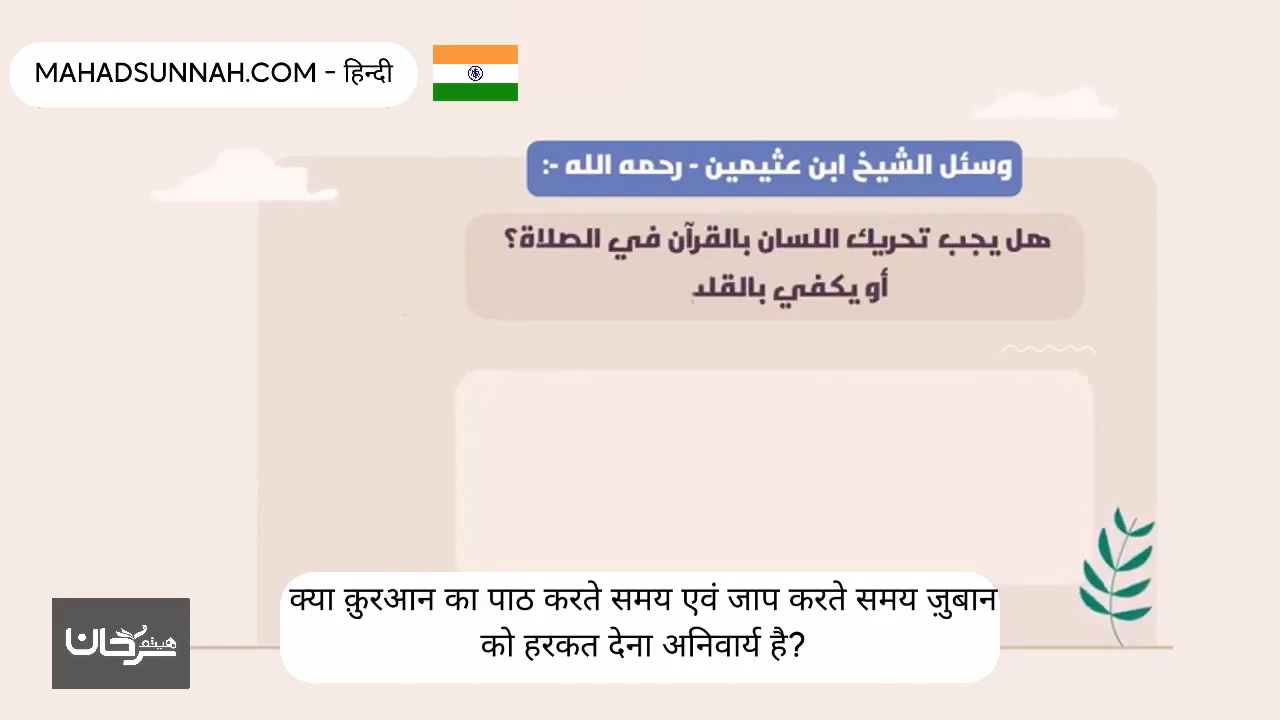 MAHADSUNNAH.COM - हिन्दी
وسئل الشيخ ابن عثيمين - رحمه الله -:
هل يجب تحريك اللسان بالقرآن في الصلاة؟
أو يكفي
क्या क़ुरआन का पाठ करते समय एवं जाप करते समय ज़ुबान
को हरकत देना अनिवार्य है?